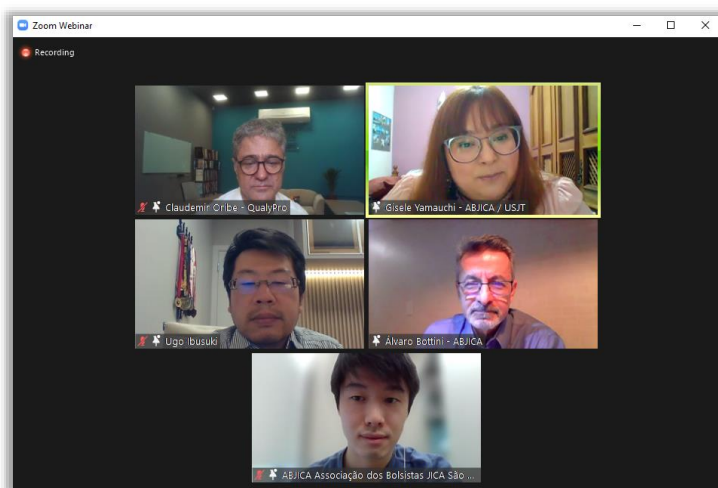 Zoom Webinar
Recording
Claudemir Oribe - QualyPro
Gisele Yamauchi - ABJICA / USJT
Ugo Ibusuki
Álvaro Bottini - ABJICA
ABJICA Associação dos Bolsistas JICA São ...